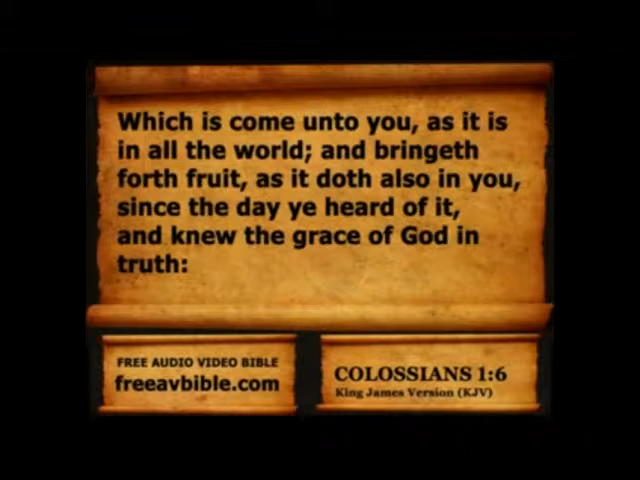 Which is come unto you, as it is
in all the world; and bringeth
forth fruit, as it doth also in you,
since the day ye heard of it,
and knew the grace of God in
truth:
FREE AUDIO VIDEO BIBLE
freeavbible.com
COLOSSIANS 1:6
King James Version (KJV)